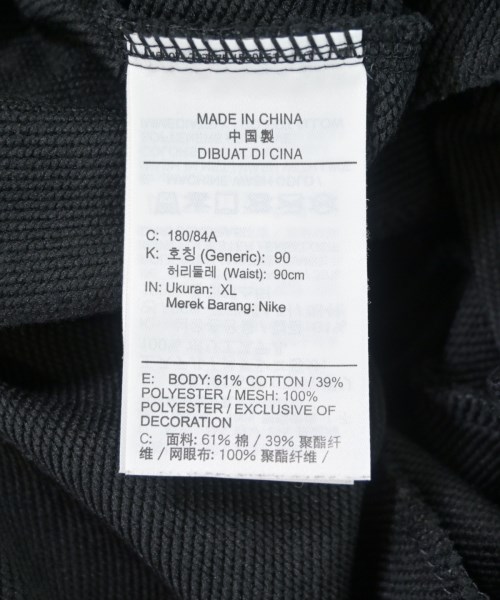 MADE IN CHINA
中国製
DIBUAT DI CINA
C: 180/84A
K: 호칭 (Generic): 90
허리둘레 (Waist): 90cm
IN: Ukuran: XL
Merek Barang: Nike
E: BODY: 61% COTTON / 39%
POLYESTER / MESH: 100%
POLYESTER / EXCLUSIVE OF
DECORATION
C: 面料: 61% 棉 / 39% 聚酯纤
维 / 网眼布: 100% 聚酯纤维 /